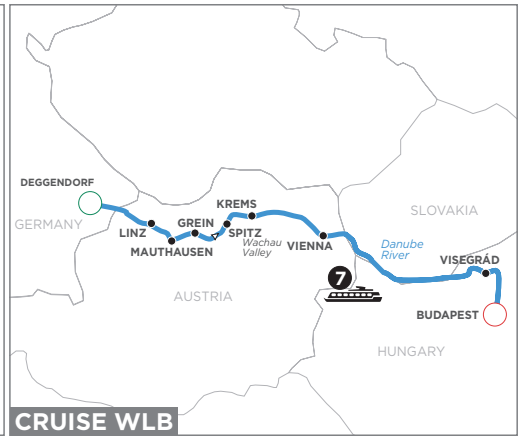 DEGGENDORF
KREMS
SLOVAKIA
GERMANY
LINZ
GREIN
SPITZ
MAUTHAUSEN
Wachau
Valley
VIENNA
Danube
River
VISEGRÁD
7
AUSTRIA
BUDAPEST
HUNGARY
CRUISE WLB